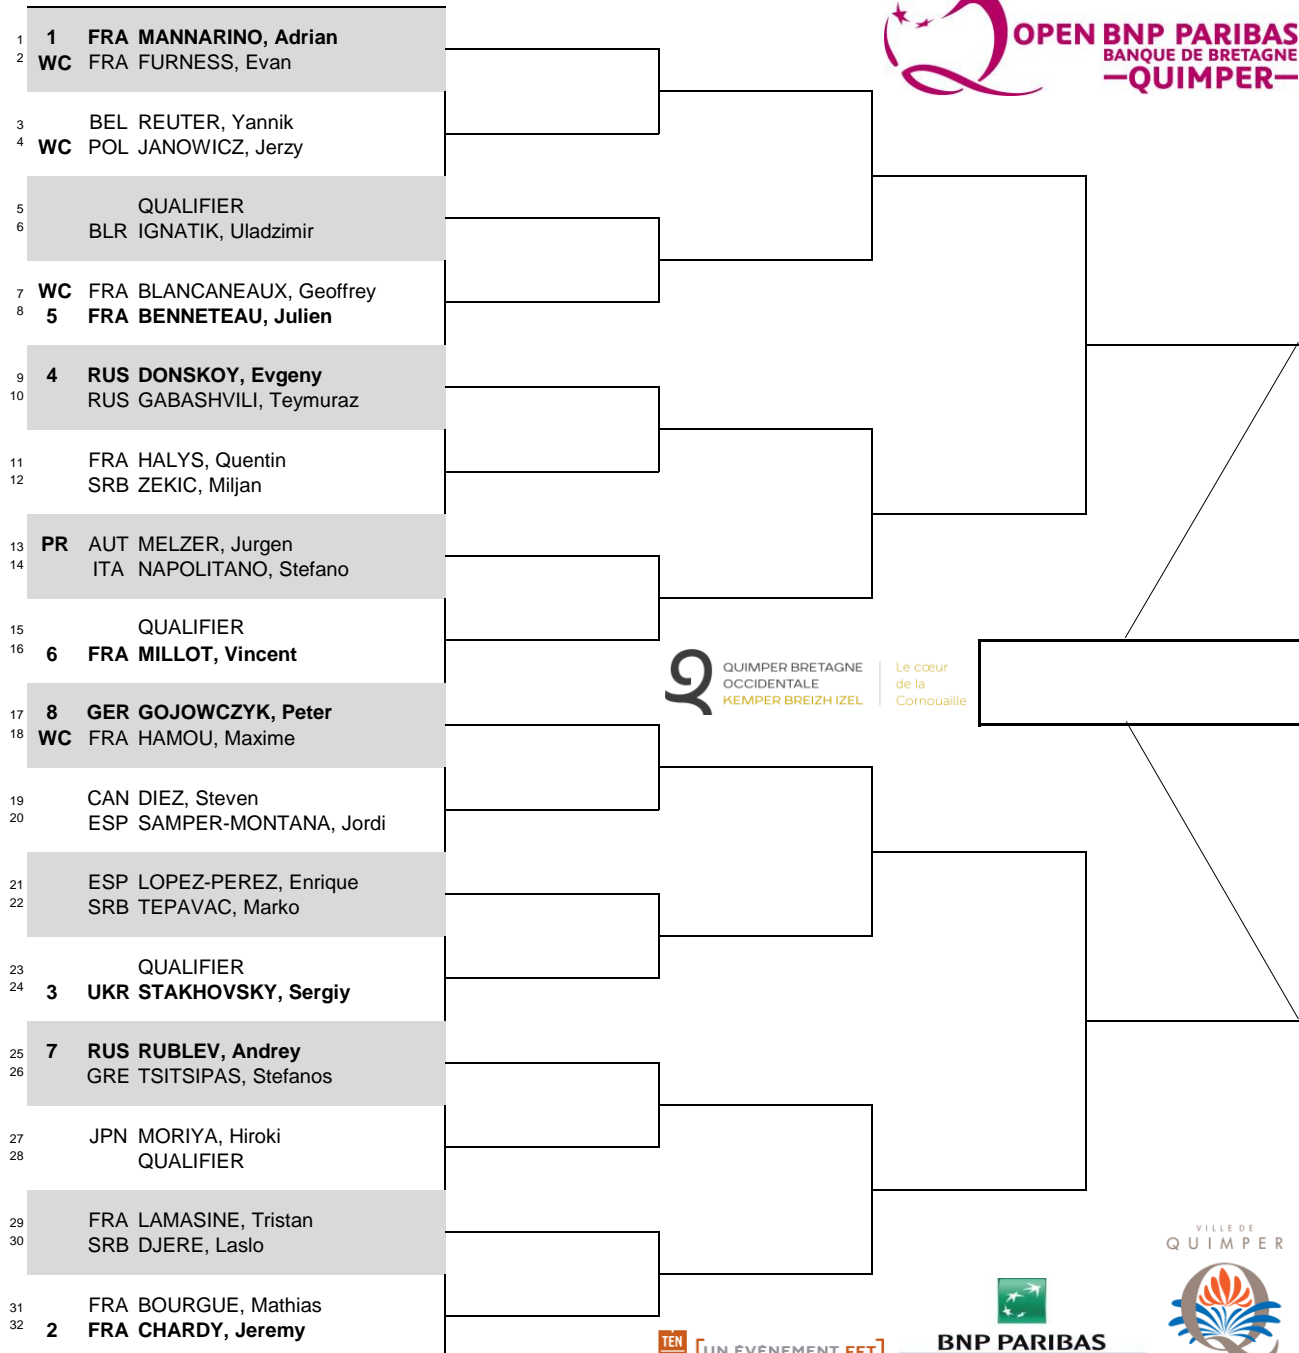 OPEN BNP PARIBAS
BANQUE DE BRETAGNE
—QUIMPER—
1 1 FRA MANNARINO, Adrian
2 WC FRA FURNESS, Evan
3 BEL REUTER, Yannik
4 WC POL JANOWICZ, Jerzy
5 QUALIFIER
6 BLR IGNATIK, Uladzimir
7 WC FRA BLANCANEAUX, Geoffrey
8 5 FRA BENNETEAU, Julien
9 4 RUS DONSKOY, Evgeny
10 RUS GABASHVILI, Teymuraz
11 FRA HALYS, Quentin
12 SRB ZEKIC, Miljan
13 PR AUT MELZER, Jurgen
14 ITA NAPOLITANO, Stefano
15 QUALIFIER
16 6 FRA MILLOT, Vincent
QUIMPER BRETAGNE
OCCIDENTALE
KEMPER BREIZH IZEL
Le cœur
de la
Cornouaille
17 8 GER GOJOWCZYK, Peter
18 WC FRA HAMOU, Maxime
19 CAN DIEZ, Steven
20 ESP SAMPER-MONTANA, Jordi
21 ESP LOPEZ-PEREZ, Enrique
22 SRB TEPAVAC, Marko
23 QUALIFIER
24 3 UKR STAKHOVSKY, Sergiy
25 7 RUS RUBLEV, Andrey
26 GRE TSITSIPAS, Stefanos
27 JPN MORIYA, Hiroki
28 QUALIFIER
29 FRA LAMASINE, Tristan
30 SRB DJERE, Laslo
31 FRA BOURGUE, Mathias
32 2 FRA CHARDY, Jeremy
VILLE DE
QUIMPER
BNP PARIBAS
TEN
[UN ÉVÉNEMENT FFT]